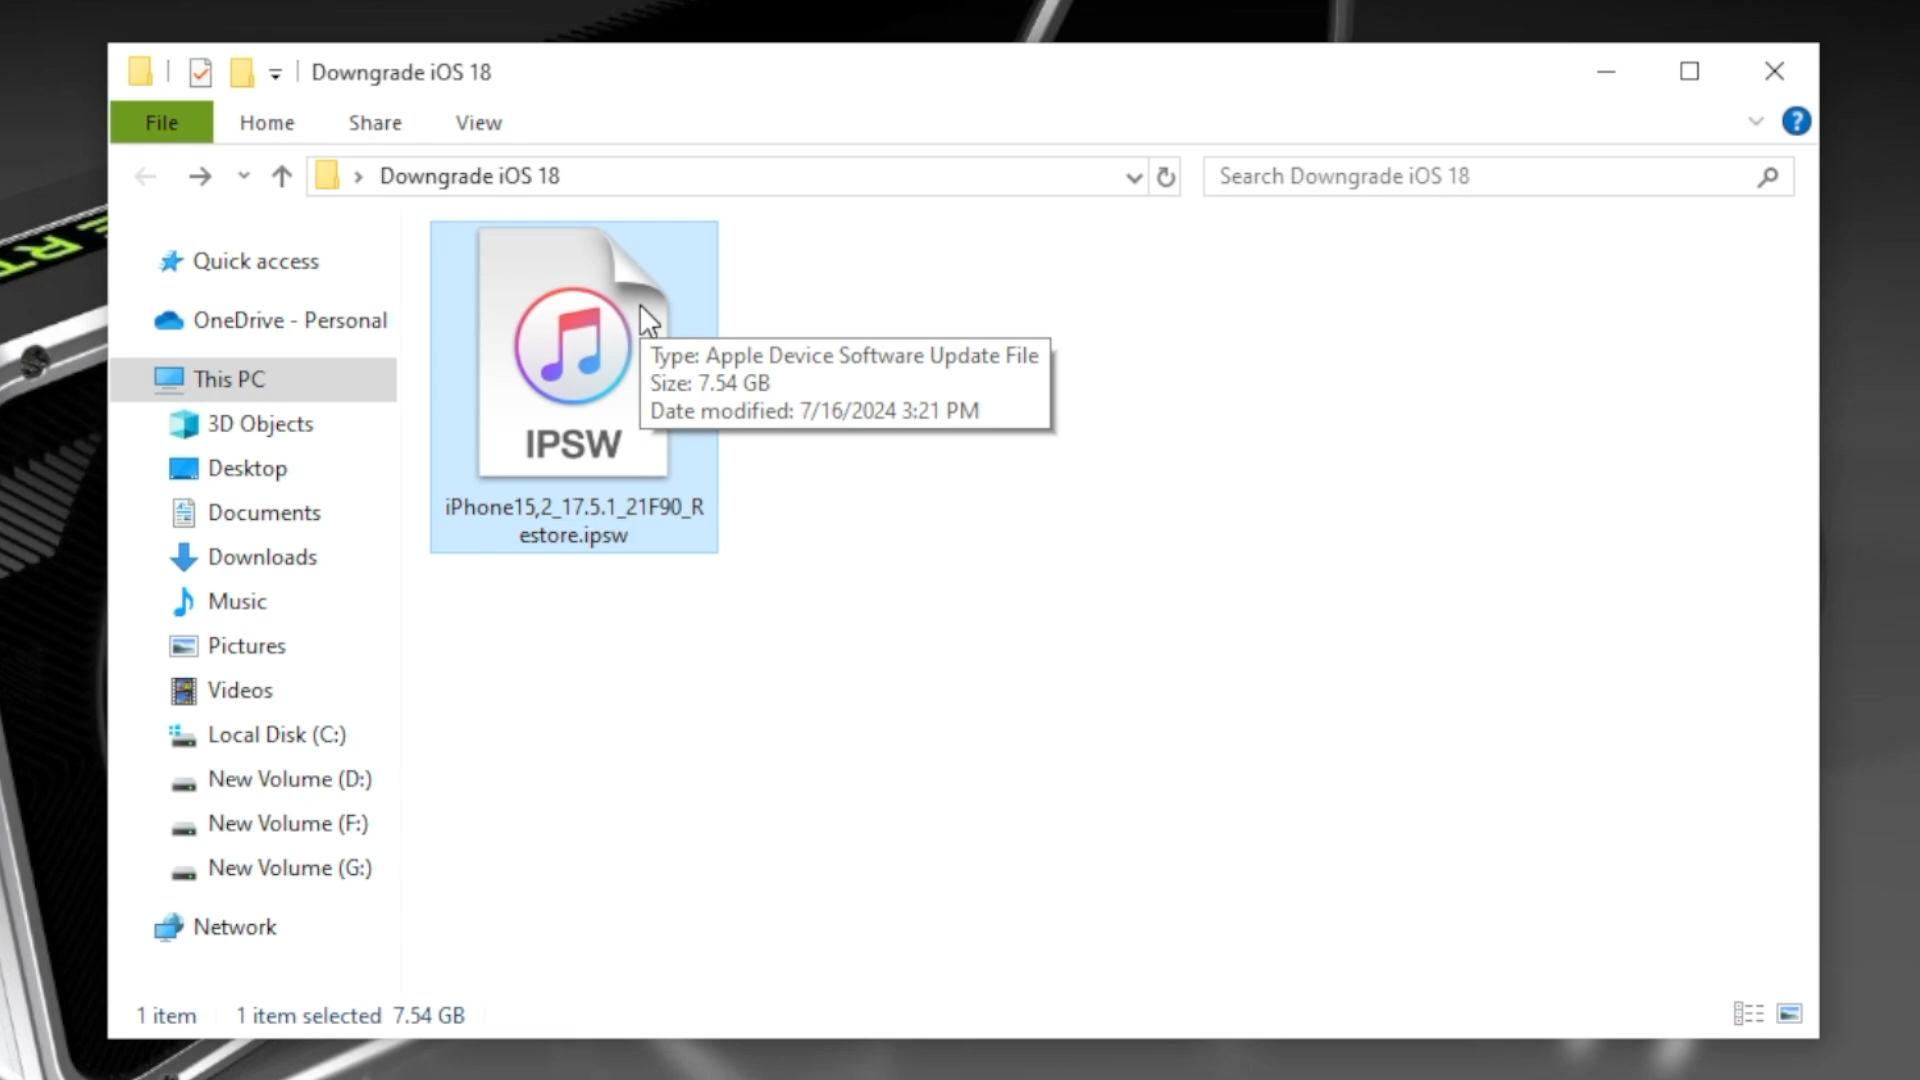 Downgrade iOS 18
File
Home
Share
View
?
Downgrade iOS 18
Search Downgrade iOS 18
Quick access
OneDrive - Personal
This PC
3D Objects
Desktop
Documents
Downloads
Music
Pictures
Videos
Local Disk (C:)
New Volume (D:)
New Volume (F:)
New Volume (G:)
Network
IPSW
iPhone15,2_17.5.1_21F90_R
estore.ipsw
Type: Apple Device Software Update File
Size: 7.54 GB
Date modified: 7/16/2024 3:21 PM
1 item
1 item selected 7.54 GB